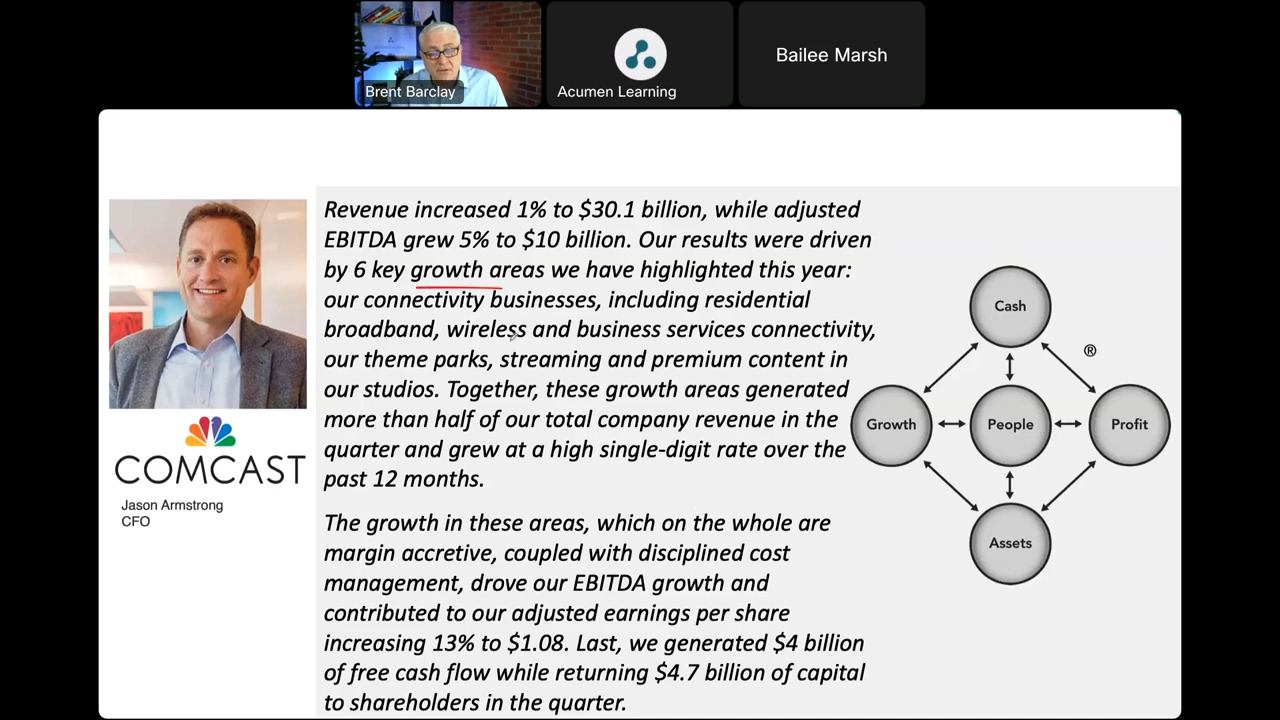 Brent Barclay
Acumen Learning
Bailee Marsh
Revenue increased 1% to $30.1 billion, while adjusted
EBITDA grew 5% to $10 billion. Our results were driven
by 6 key growth areas we have highlighted this year:
our connectivity businesses, including residential
broadband, wireless and business services connectivity,
our theme parks, streaming and premium content in
our studios. Together, these growth areas generated
more than half of our total company revenue in the
quarter and grew at a high single-digit rate over the
past 12 months.
The growth in these areas, which on the whole are
margin accretive, coupled with disciplined cost
management, drove our EBITDA growth and
contributed to our adjusted earnings per share
increasing 13% to $1.08. Last, we generated $4 billion
of free cash flow while returning $4.7 billion of capital
to shareholders in the quarter.
COMCAST
Jason Armstrong
CFO
Cash
®
Growth
People
Profit
Assets